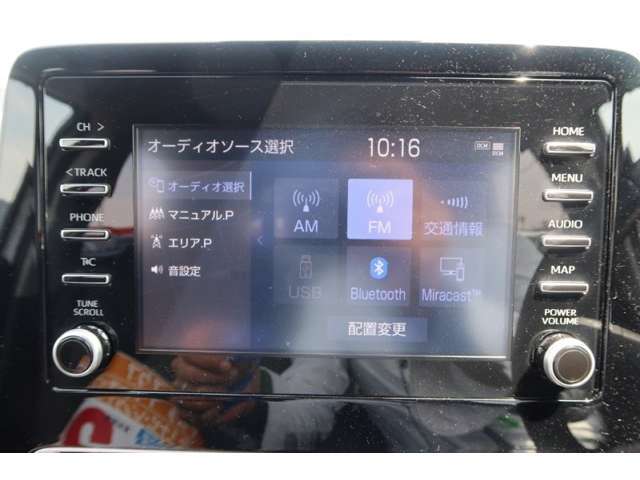 CH >
< TRACK
PHONE
T•C
TUNE
SCROLL
オーディオソース選択
10:16
DCM
オーディオ選択
マニュアル.P
エリア.P
音設定
AM
FM
交通情報
USB
Bluetooth
Miracast™
配置変更
HOME
MENU
AUDIO
MAP
POWER
VOLUME